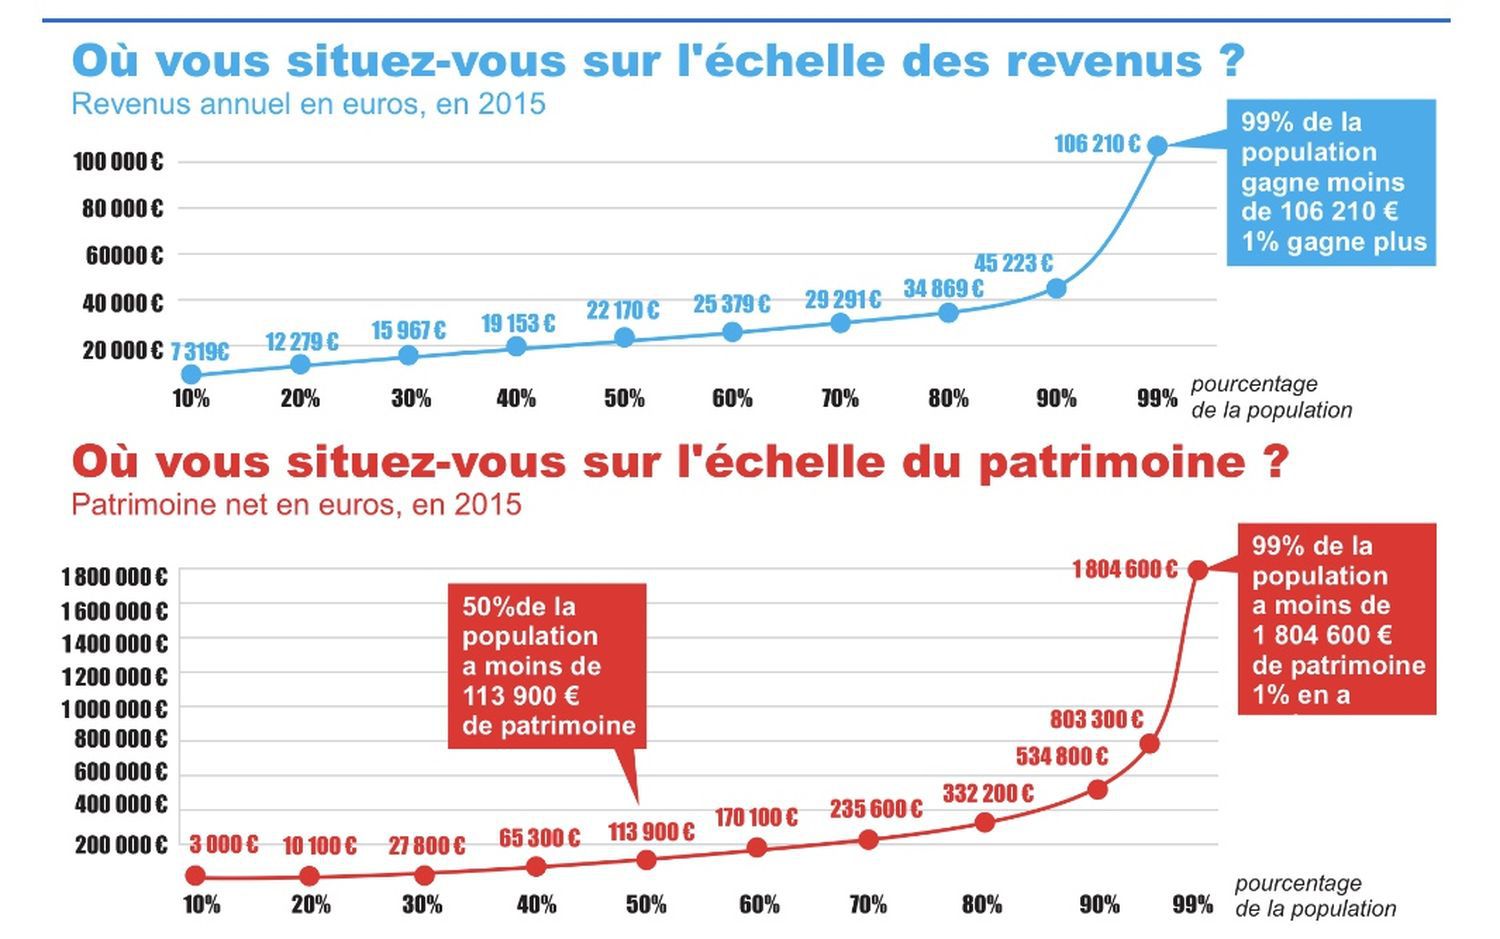 Où vous situez-vous sur l'échelle des revenus ?
Revenus annuel en euros, en 2015
99% de la
population
gagne moins
de 106 210 €
1% gagne plus
106 210 €
100 000 €
80 000 €
60000 €
45 223 €
40 000 €
34 869 €
29 291 €
25 379 €
22 170 €
19 153 €
15 967 €
12 279 €
20 000 €
7 319€
10% 20% 30% 40% 50% 60% 70% 80% 90% 99%
pourcentage
de la population
Où vous situez-vous sur l'échelle du patrimoine ?
Patrimoine net en euros, en 2015
99% de la
population
a moins de
1 804 600 €
de patrimoine
1% en a
1 804 600 €
50%de la
population
a moins de
113 900 €
de patrimoine
1 800 000 €
1 600 000 €
1 400 000 €
1 200 000 €
1 000 000 €
800 000 €
600 000 €
400 000 €
200 000 €
3 000 € 10 100 € 27 800 € 65 300 € 113 900 € 170 100 € 235 600 € 332 200 € 534 800 € 803 300 €
10% 20% 30% 40% 50% 60% 70% 80% 90% 99%
pourcentage
de la population